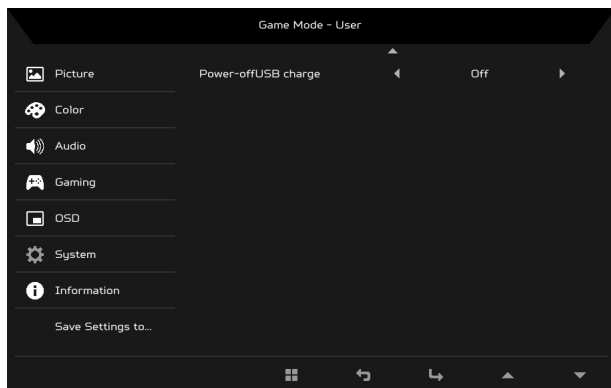 Game Mode - User
Picture
Power-offUSB charge
Off
Color
Audio
Gaming
OSD
System
Information
Save Settings to...